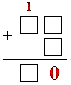 1
□ □
+ □
□ 0